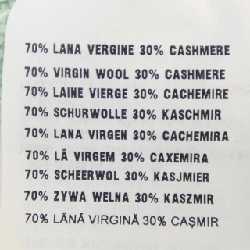 70% LANA VERGINE 30% CASHMERE
70% VIRGIN WOOL 30% CASHMERE
70% LAINE VIERGE 30% CACHEMIRE
70% SCHURWOLLE 30% KASCHMIR
70% LANA VIRGEN 30% CACHEMIRA
70% LÃ VIRGEM 30% CAXEMIRA
70% SCHEERWOL 30% KASJMIER
70% ZYWA WELNA 30% KASZMIR
70% LÂNĂ VIRGINĂ 30% CAŞMIR